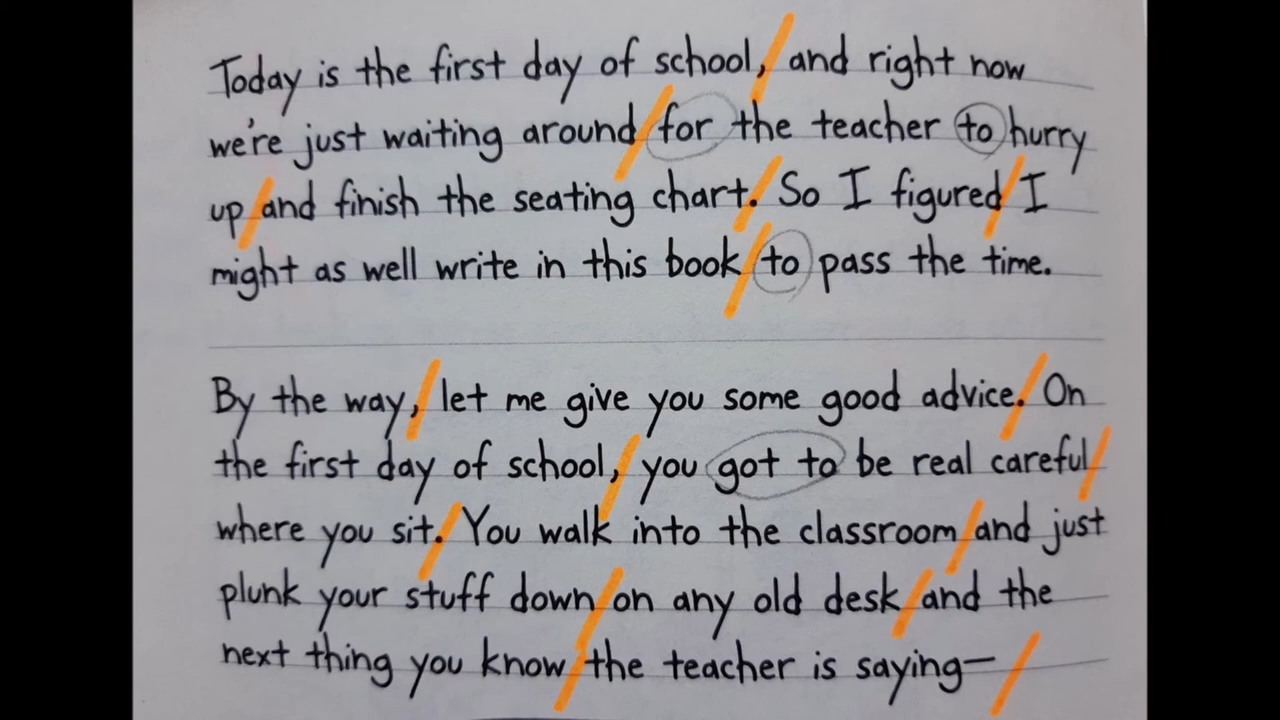 Today is the first day of school, and right now
we're just waiting around for the teacher to hurry
up and finish the seating chart. So I figured I
might as well write in this book to pass the time.
By the way, let me give you some good advice. On
the first day of school, you got to be real careful
where you sit. You walk into the classroom and just
plunk your stuff down on any old desk and the
next thing you know the teacher is saying—